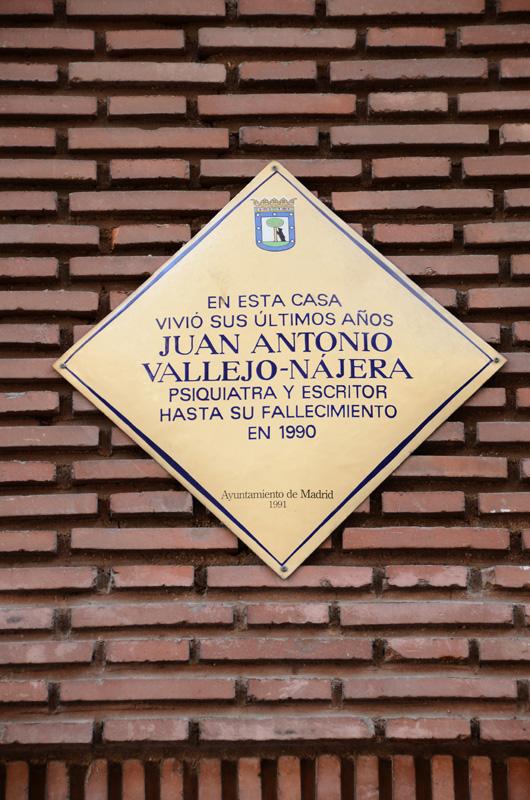 EN ESTA CASA
VIVIÓ SUS ÚLTIMOS AÑOS
JUAN ANTONIO
VALLEJO-NÁJERA
PSIQUIATRA Y ESCRITOR
HASTA SU FALLECIMIENTO
EN 1990
Ayuntamiento de Madrid
1991